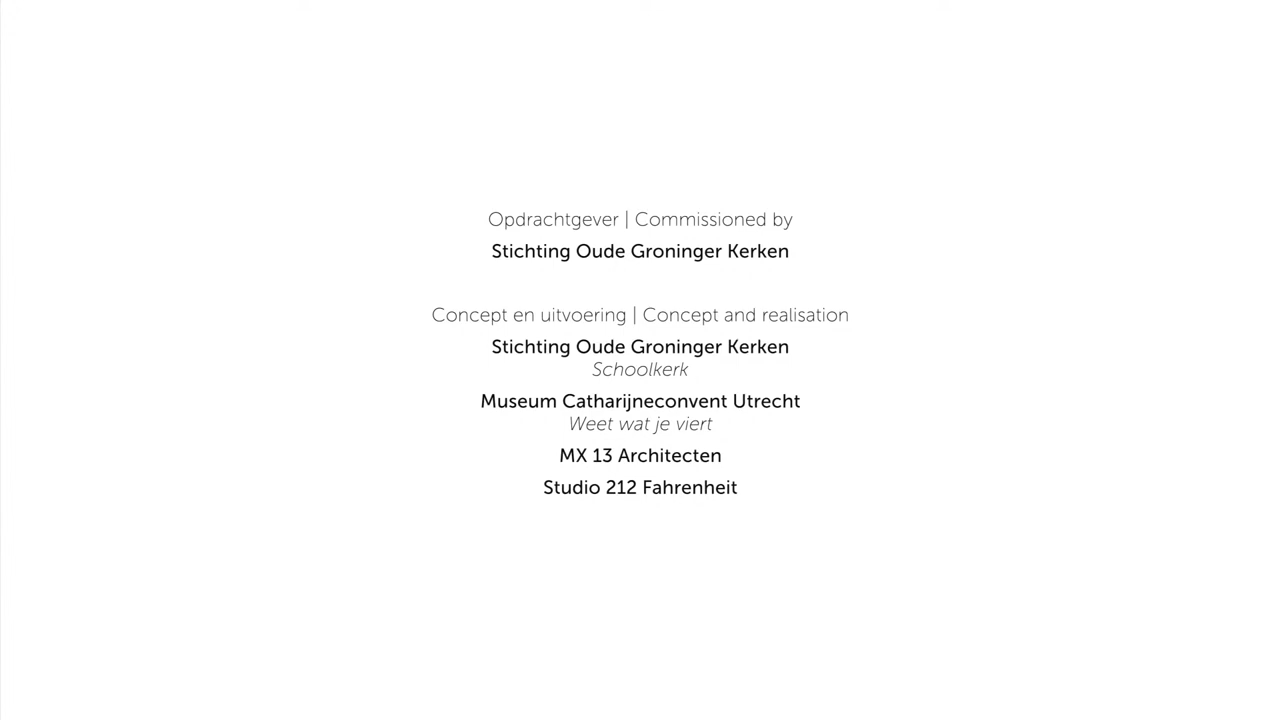 Opdrachtgever | Commissioned by
Stichting Oude Groninger Kerken
Concept en uitvoering | Concept and realisation
Stichting Oude Groninger Kerken
Schoolkerk
Museum Catharijneconvent Utrecht
Weet wat je viert
MX 13 Architecten
Studio 212 Fahrenheit